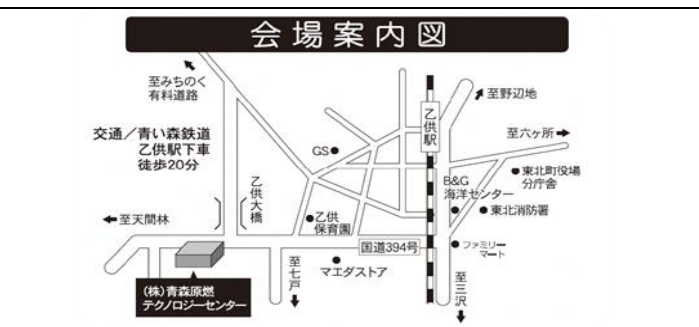 会場案内図
至みちのく
有料道路
至野辺地
乙供駅
至六ヶ所
交通／青い森鉄道
乙供駅下車
徒歩20分
GS
東北町役場
分庁舎
B&G
海洋センター
乙供大橋
東北消防署
乙供
保育園
至天間林
国道394号
ファミリー
マート
至七戸
マエダストア
至三沢
(株)青森原燃
テクノロジーセンター